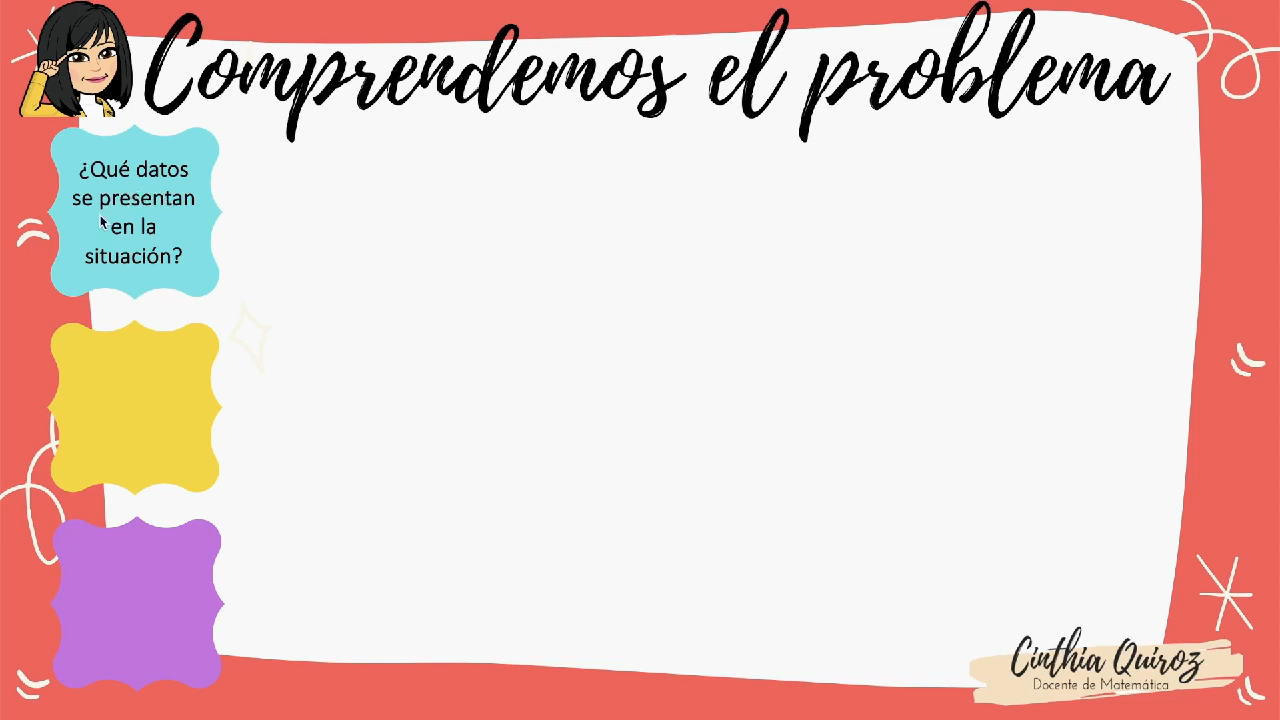 Comprendemos el problema
¿Qué datos
se presentan
en la
situación?
Cinthia Quiroz
Docente de Matemática